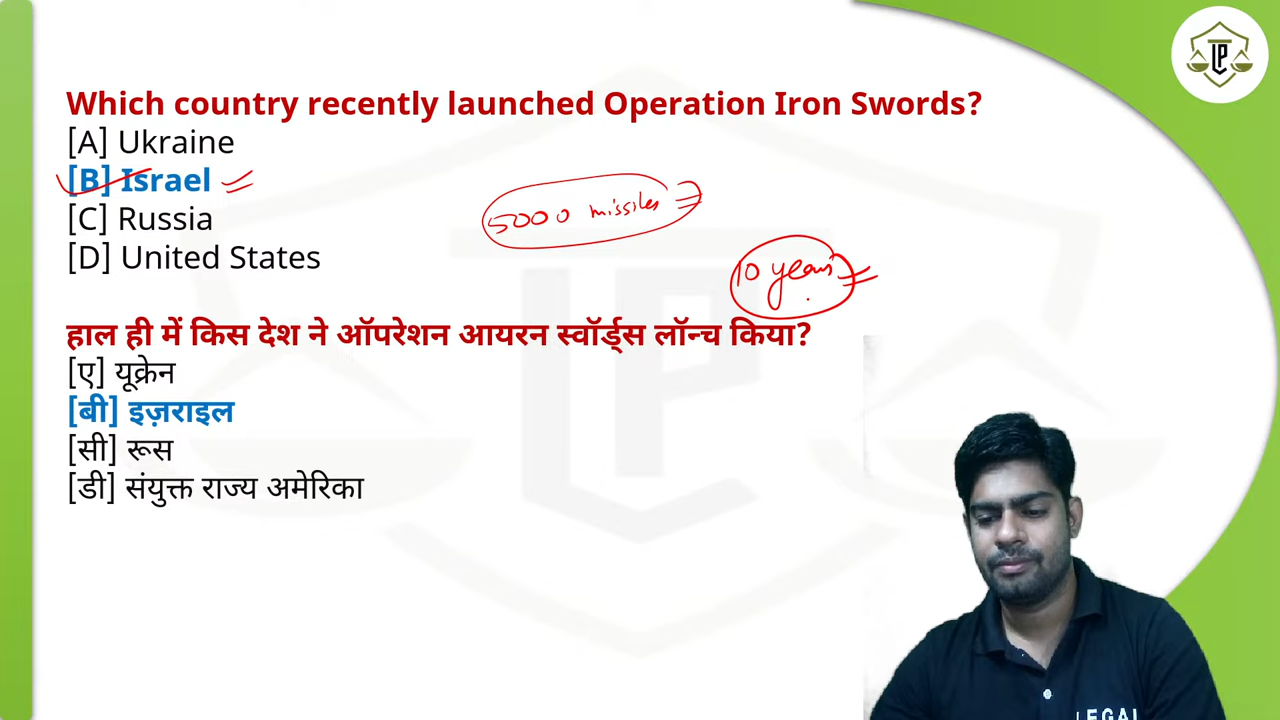 Which country recently launched Operation Iron Swords?
[A] Ukraine
[B] Israel
[C] Russia
[D] United States
5000 missiles
10 years
हाल ही में किस देश ने ऑपरेशन आयरन स्वॉर्ड्स लॉन्च किया?
[ए] यूक्रेन
[बी] इज़राइल
[सी] रूस
[डी] संयुक्त राज्य अमेरिका
LP
LEGAL